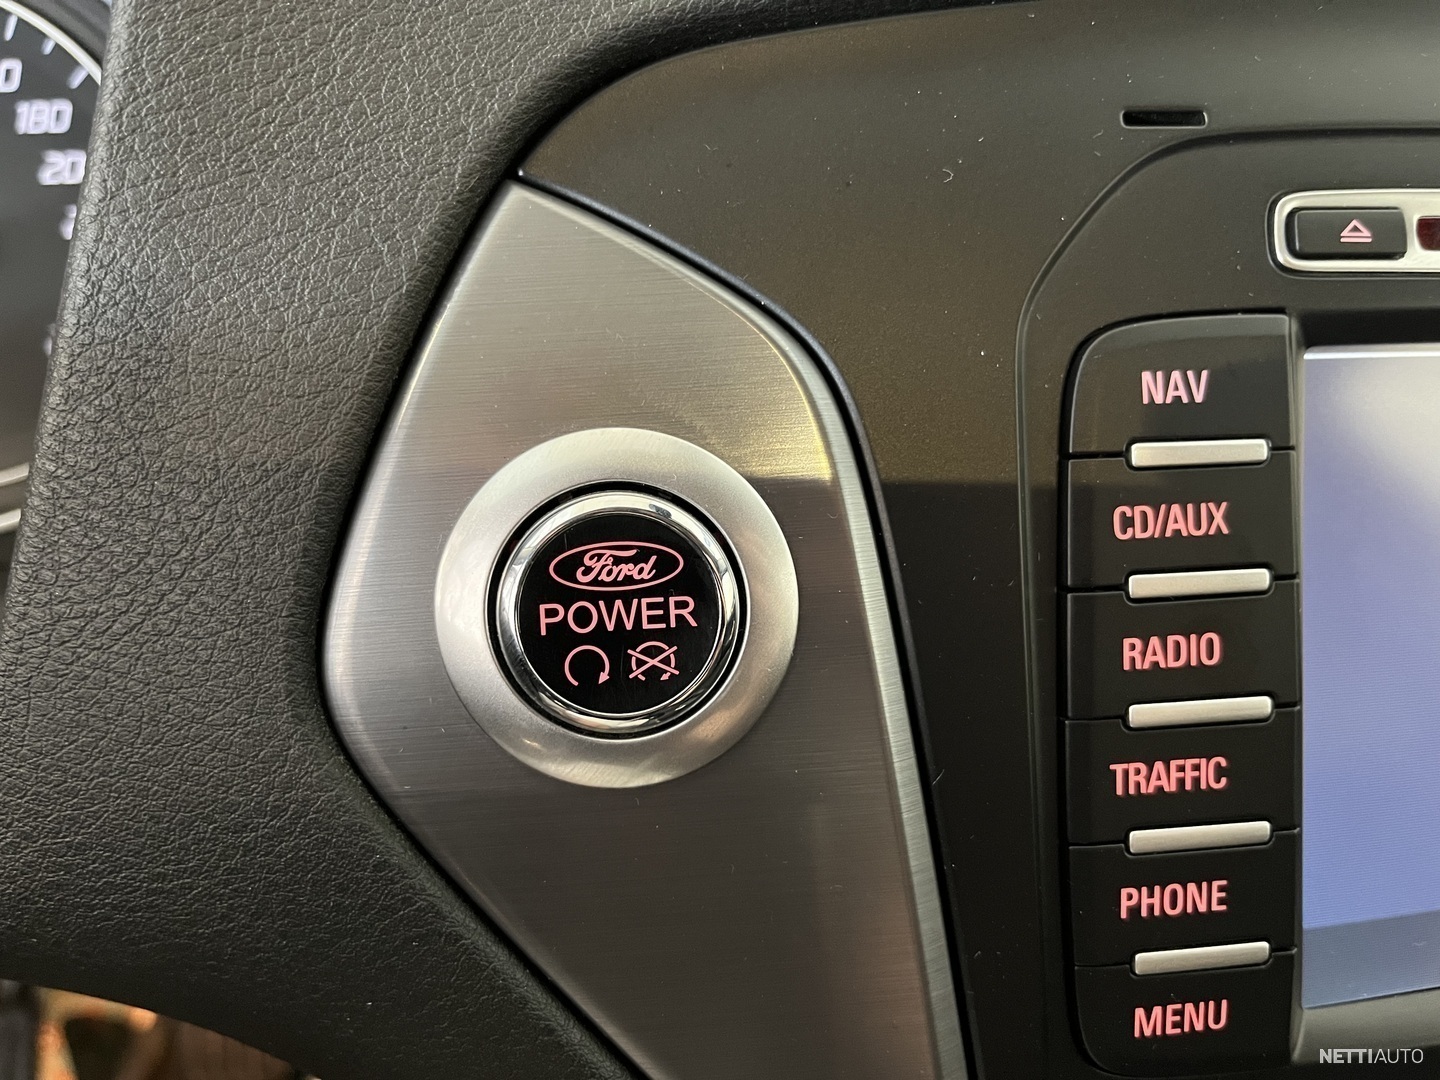 180
NAV
CD/AUX
Ford
POWER
RADIO
TRAFFIC
PHONE
MENU
NETTIAUTO